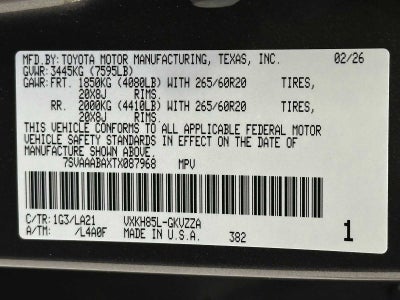 MFD.BY:TOYOTA MOTOR MANUFACTURING, TEXAS, INC. 02/26
GVWR:3445KG (7595LB)
GAWR:FRT. 1850KG (4080LB) WITH 265/60R20 TIRES,
20X8J RIMS,
RR. 2000KG (4410LB) WITH 265/60R20 TIRES,
20X8J RIMS,
THIS VEHICLE CONFORMS TO ALL APPLICABLE FEDERAL MOTOR
VEHICLE SAFETY STANDARDS IN EFFECT ON THE DATE OF
MANUFACTURE SHOWN ABOVE.
7SVAAABAXTX087968 MPV
C/TR:1G3/LA21 VXKH85L-GKVZZA
A/TM: /L4A0F MADE IN U.S.A. 382 1